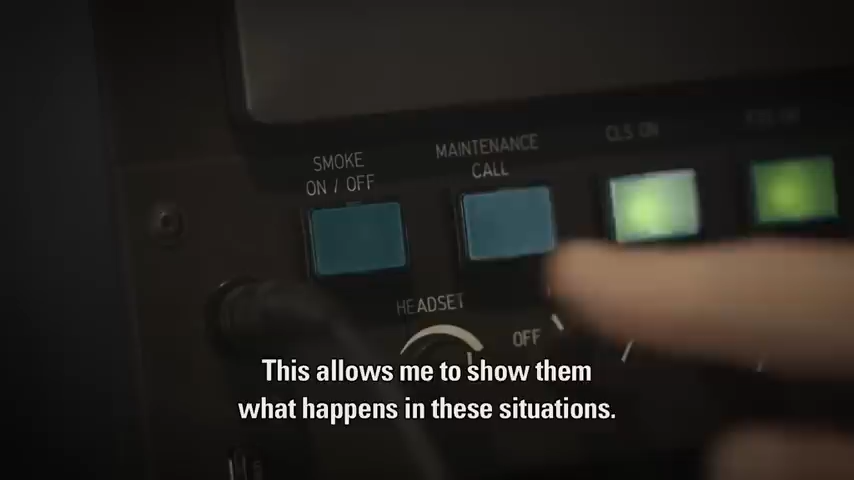 SMOKE
ON / OFF
MAINTENANCE
CALL
CLS ON
HEADSET
OFF
This allows me to show them
what happens in these situations.